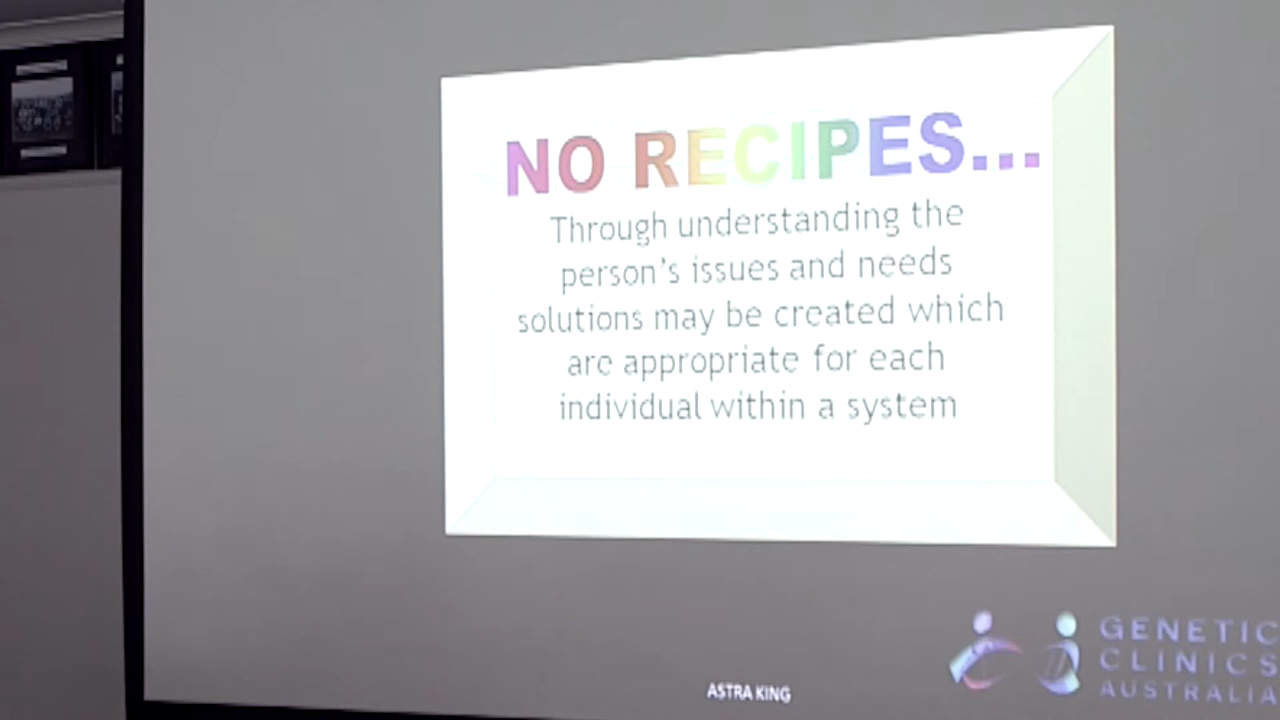 NO RECIPES...
Through understanding the
person's issues and needs
solutions may be created which
are appropriate for each
individual within a system
ASTRA KING
GENETIC
CLINICS
AUSTRALIA